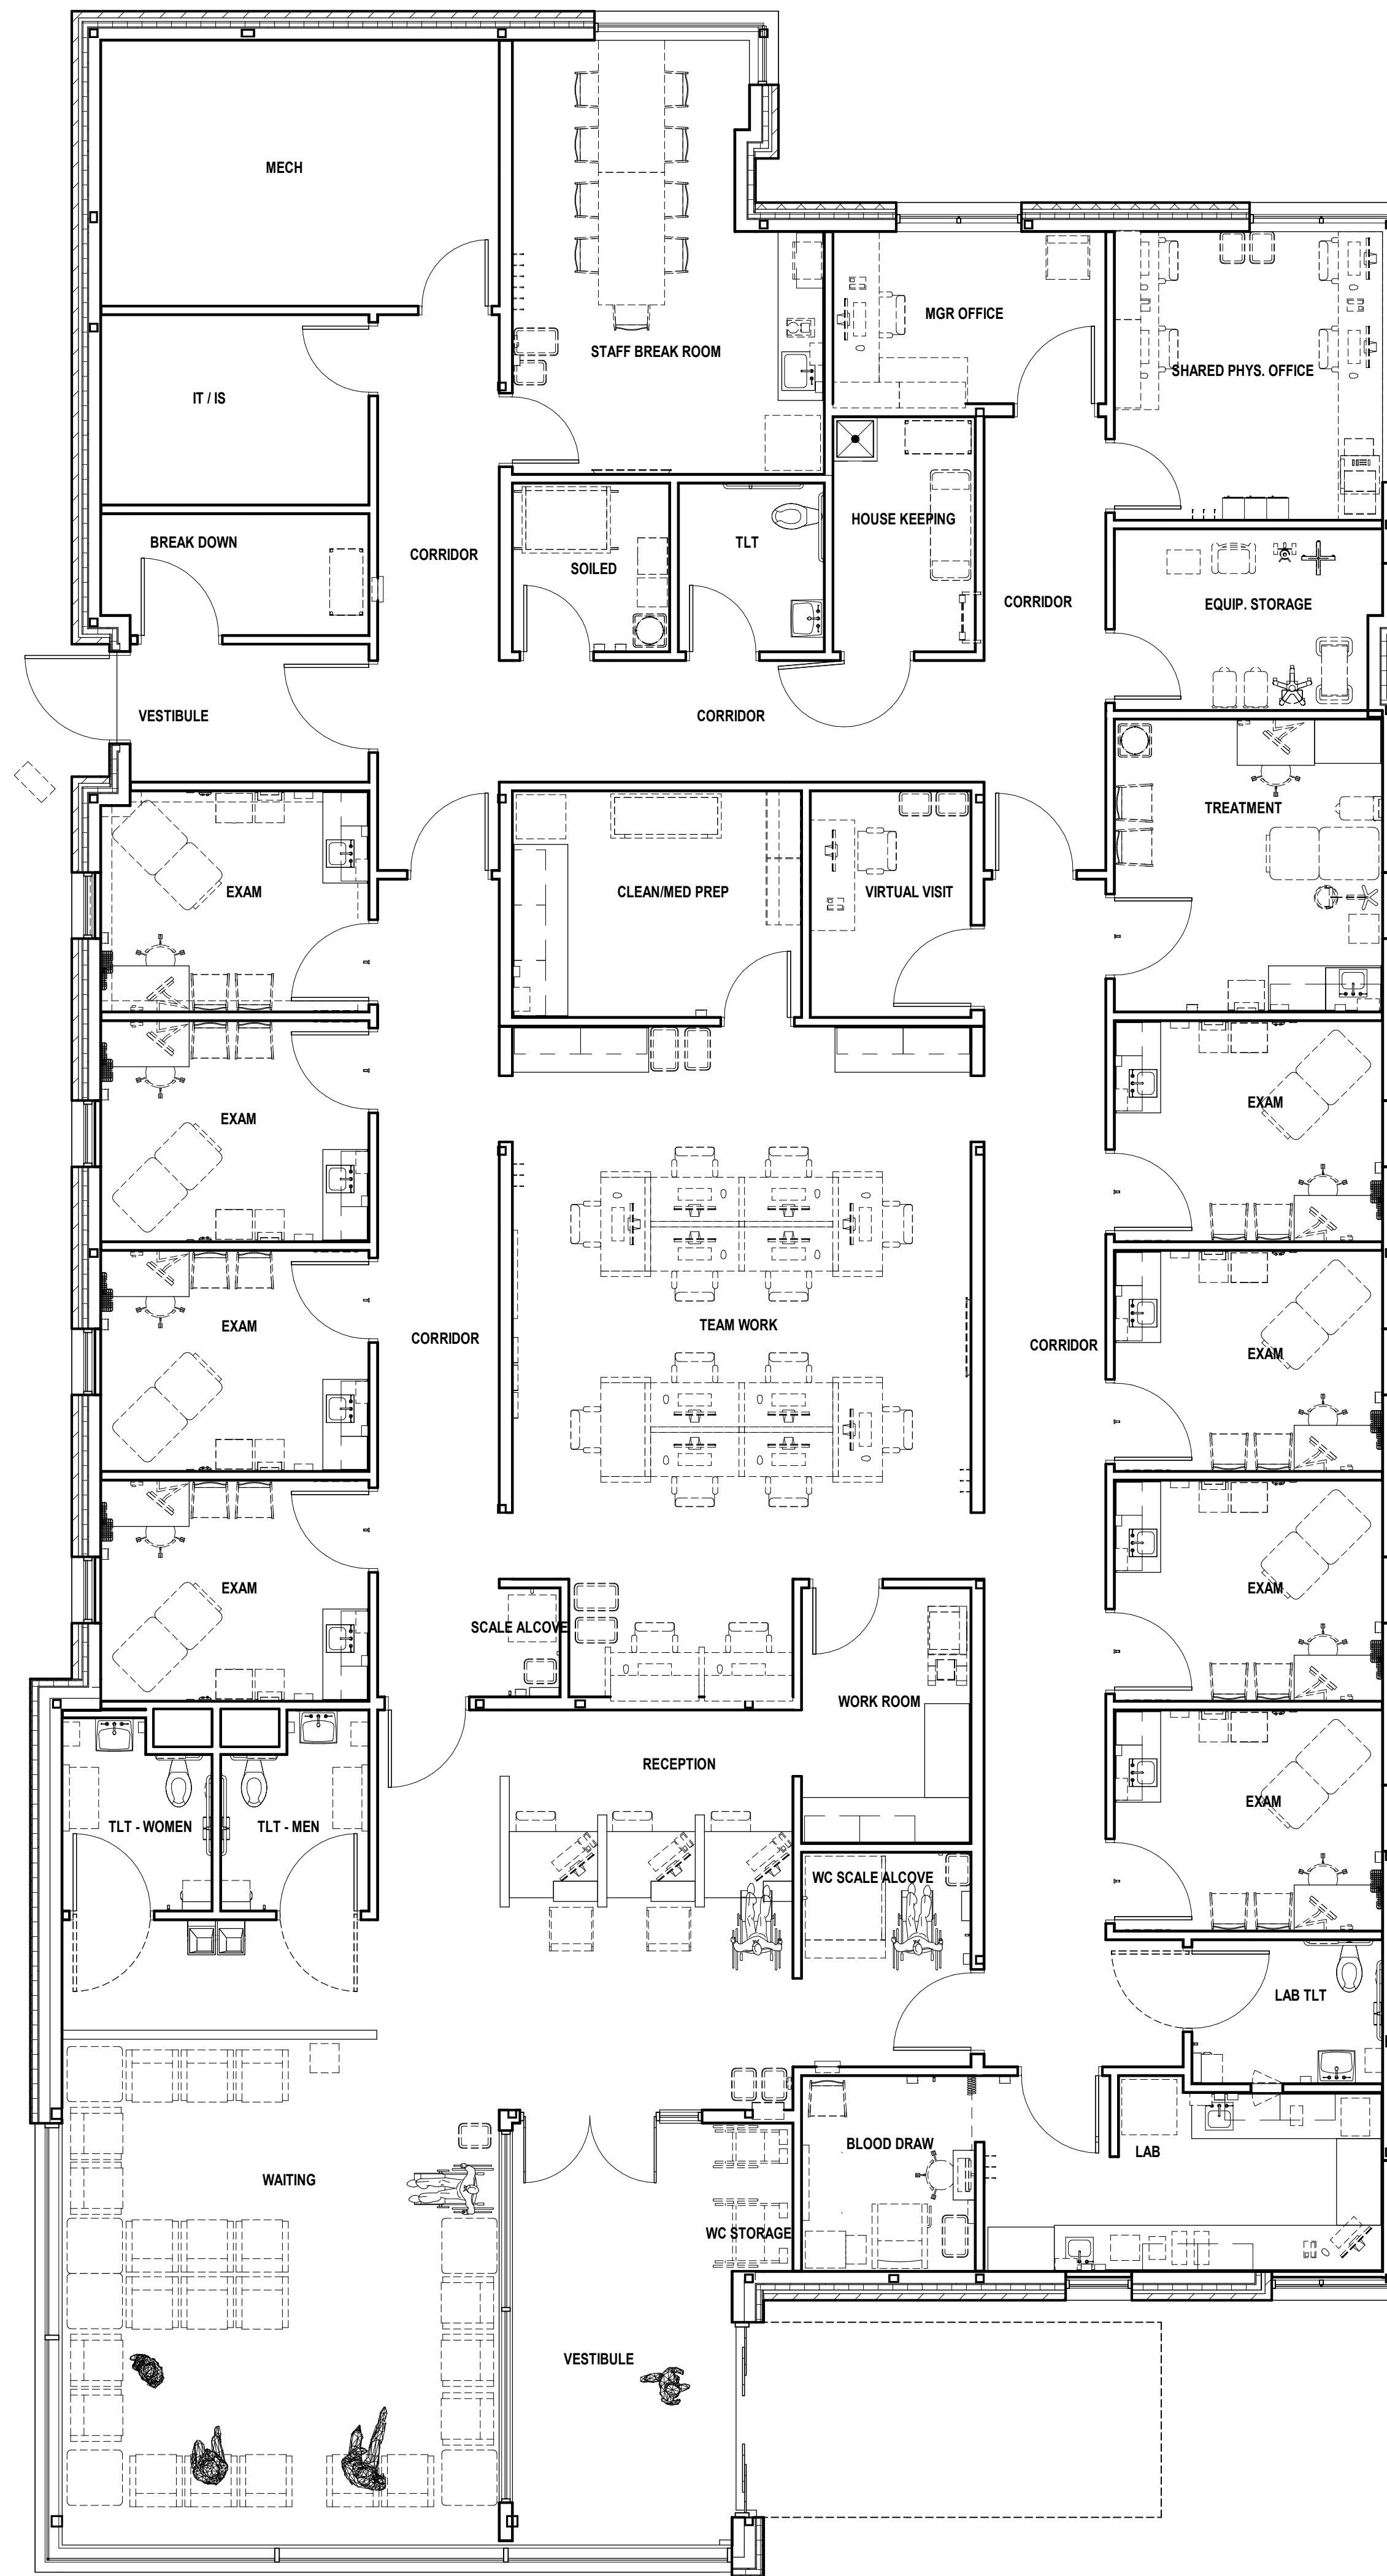 MECH
MGR OFFICE
STAFF BREAK ROOM
SHARED PHYS. OFFICE
IT / IS
HOUSE KEEPING
BREAK DOWN
TLT
CORRIDOR
SOILED
CORRIDOR
EQUIP. STORAGE
VESTIBULE
CORRIDOR
TREATMENT
EXAM
CLEAN/MED PREP
VIRTUAL VISIT
EXAM
EXAM
EXAM
TEAM WORK
CORRIDOR
CORRIDOR
EXAM
EXAM
EXAM
SCALE ALCOVE
WORK ROOM
RECEPTION
EXAM
TLT - WOMEN
TLT - MEN
WC SCALE ALCOVE
LAB TLT
BLOOD DRAW
LAB
WAITING
WC STORAGE
VESTIBULE